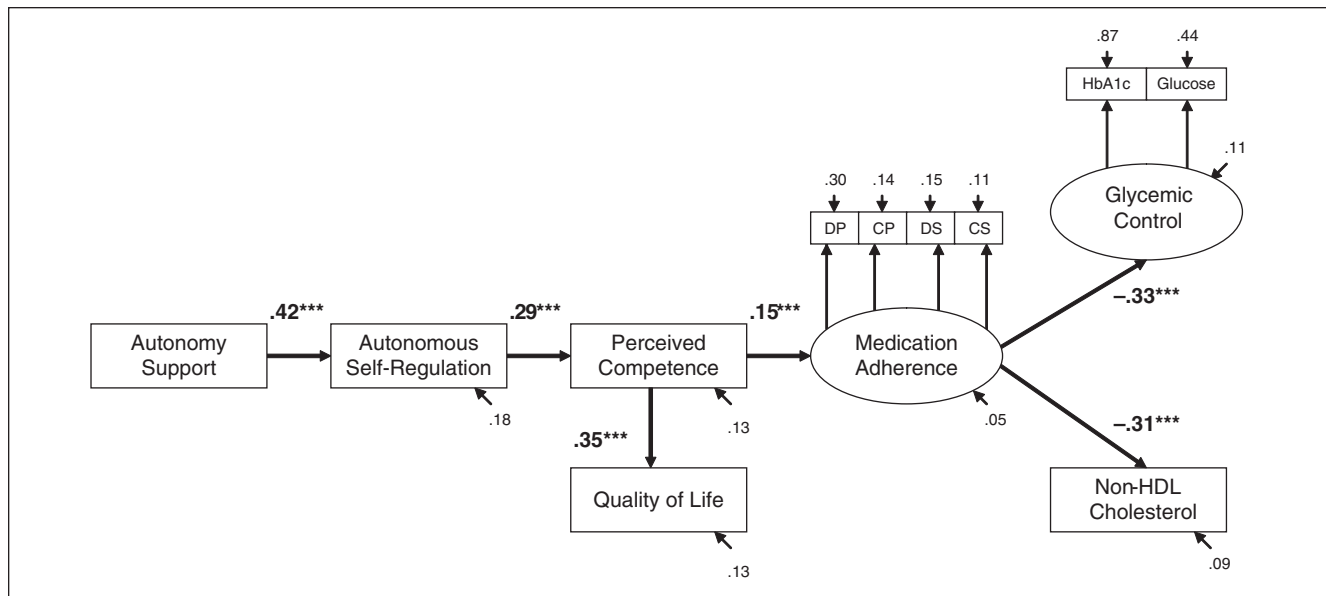 .87
.44
HbA1c
Glucose
.11
Glycemic
Control
.30
.14
.15
.11
DP
CP
DS
CS
–.33***
.42***
.29***
.15***
Autonomy
Support
Autonomous
Self-Regulation
Perceived
Competence
Medication
Adherence
.18
.13
.05
.35***
–.31***
Quality of Life
Non-HDL
Cholesterol
.13
.09